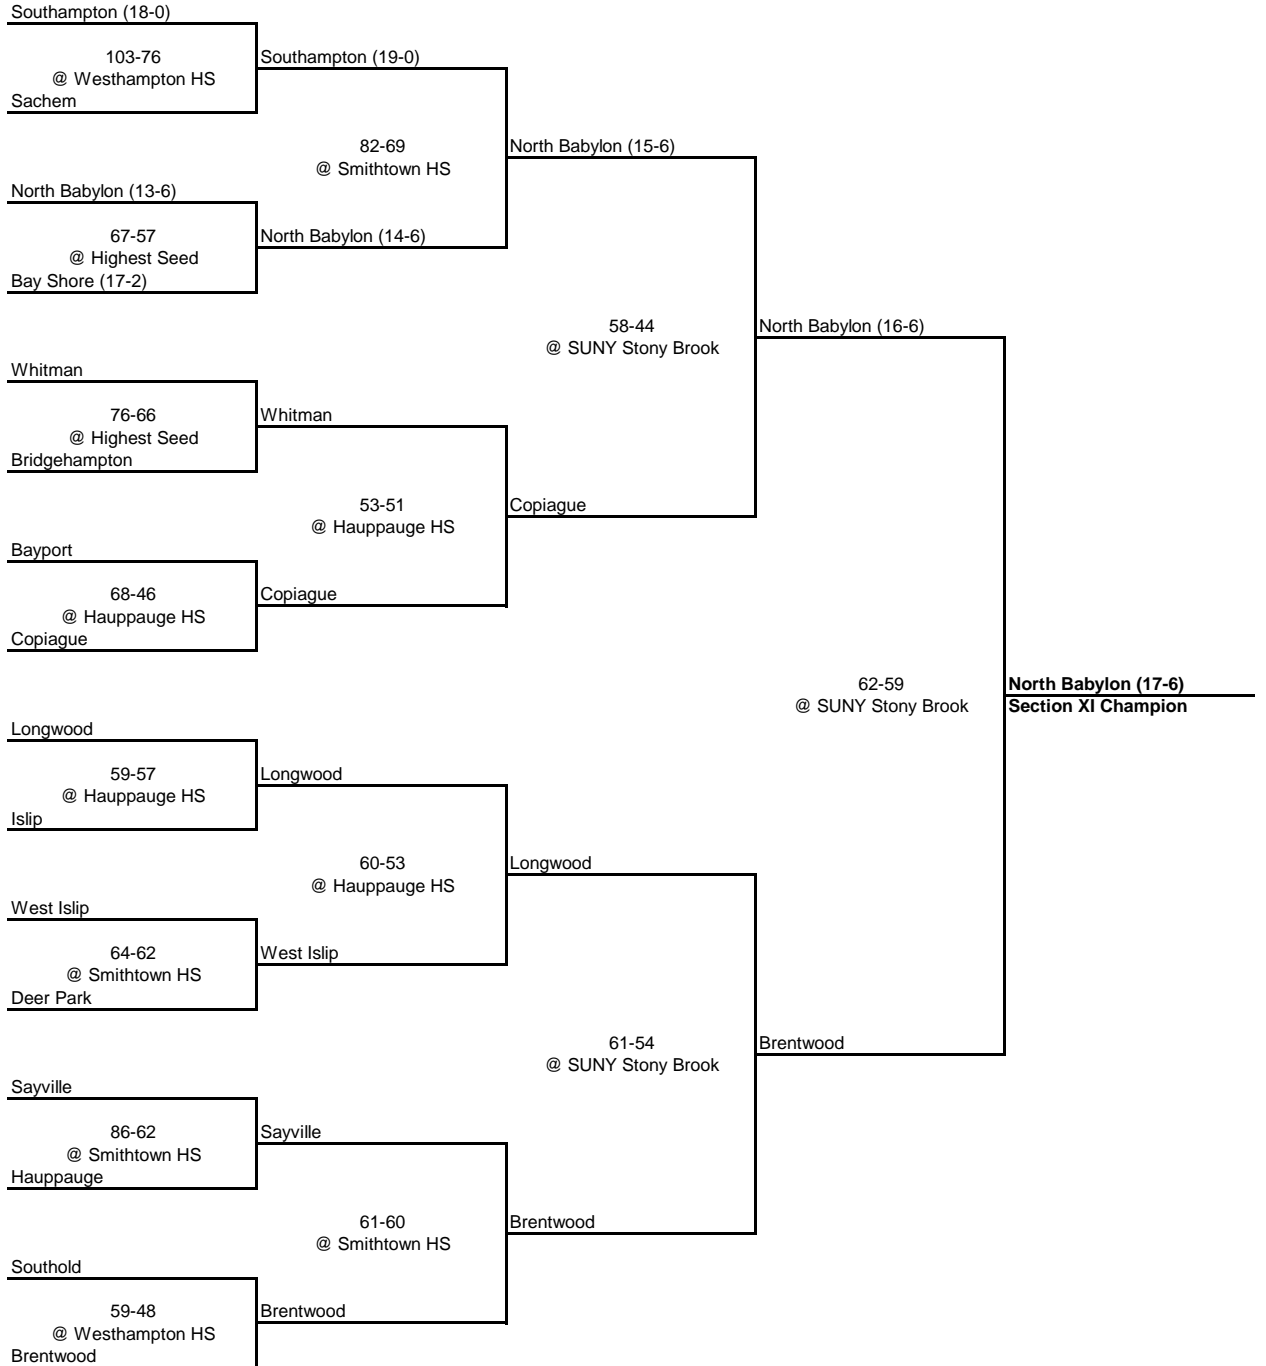 Southampton (18-0)
103-76
@ Westhampton HS
Sachem
Southampton (19-0)
82-69
@ Smithtown HS
North Babylon (15-6)
North Babylon (13-6)
67-57
@ Highest Seed
Bay Shore (17-2)
North Babylon (14-6)
58-44
@ SUNY Stony Brook
North Babylon (16-6)
Whitman
76-66
@ Highest Seed
Bridgehampton
Whitman
53-51
@ Hauppauge HS
Copiague
Bayport
68-46
@ Hauppauge HS
Copiague
Copiague
62-59
@ SUNY Stony Brook
North Babylon (17-6)
Section XI Champion
Longwood
59-57
@ Hauppauge HS
Islip
Longwood
60-53
@ Hauppauge HS
Longwood
West Islip
64-62
@ Smithtown HS
Deer Park
West Islip
61-54
@ SUNY Stony Brook
Brentwood
Sayville
86-62
@ Smithtown HS
Hauppauge
Sayville
61-60
@ Smithtown HS
Brentwood
Southold
59-48
@ Westhampton HS
Brentwood
Brentwood